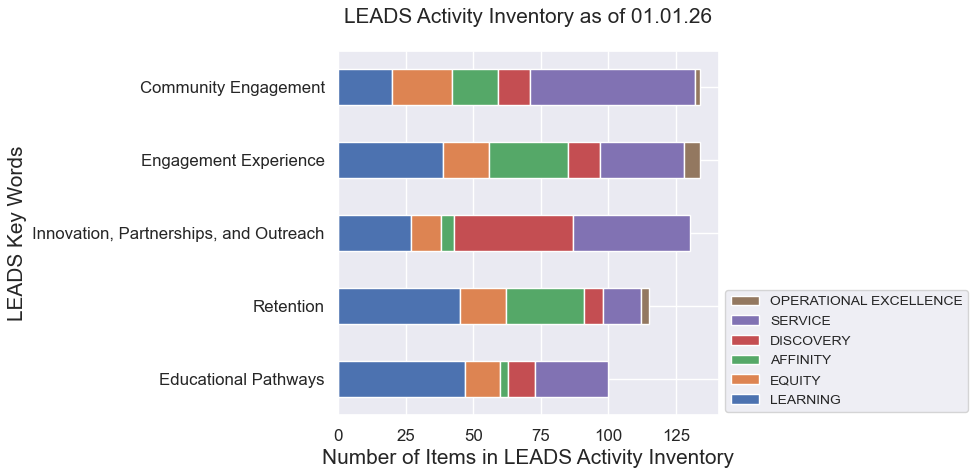 LEADS Activity Inventory as of 01.01.26
LEADS Key Words
Community Engagement
Engagement Experience
Innovation, Partnerships, and Outreach
Retention
Educational Pathways
0 25 50 75 100 125
Number of Items in LEADS Activity Inventory
OPERATIONAL EXCELLENCE
SERVICE
DISCOVERY
AFFINITY
EQUITY
LEARNING